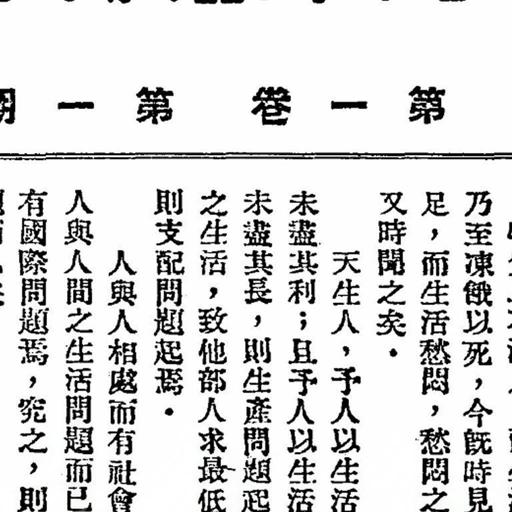 第一卷 第一期
乃至凍餓以死，今旣時見
足，而生活愁悶，愁悶之
又時聞之矣．
天生人，予人以生活
未盡其利；且予人以生活
未盡其長，則生產問題起
之生活，致他部人求最低
則支配問題起焉．
人與人相處而有社會
人與人間之生活問題而已
有國際問題焉，究之，則